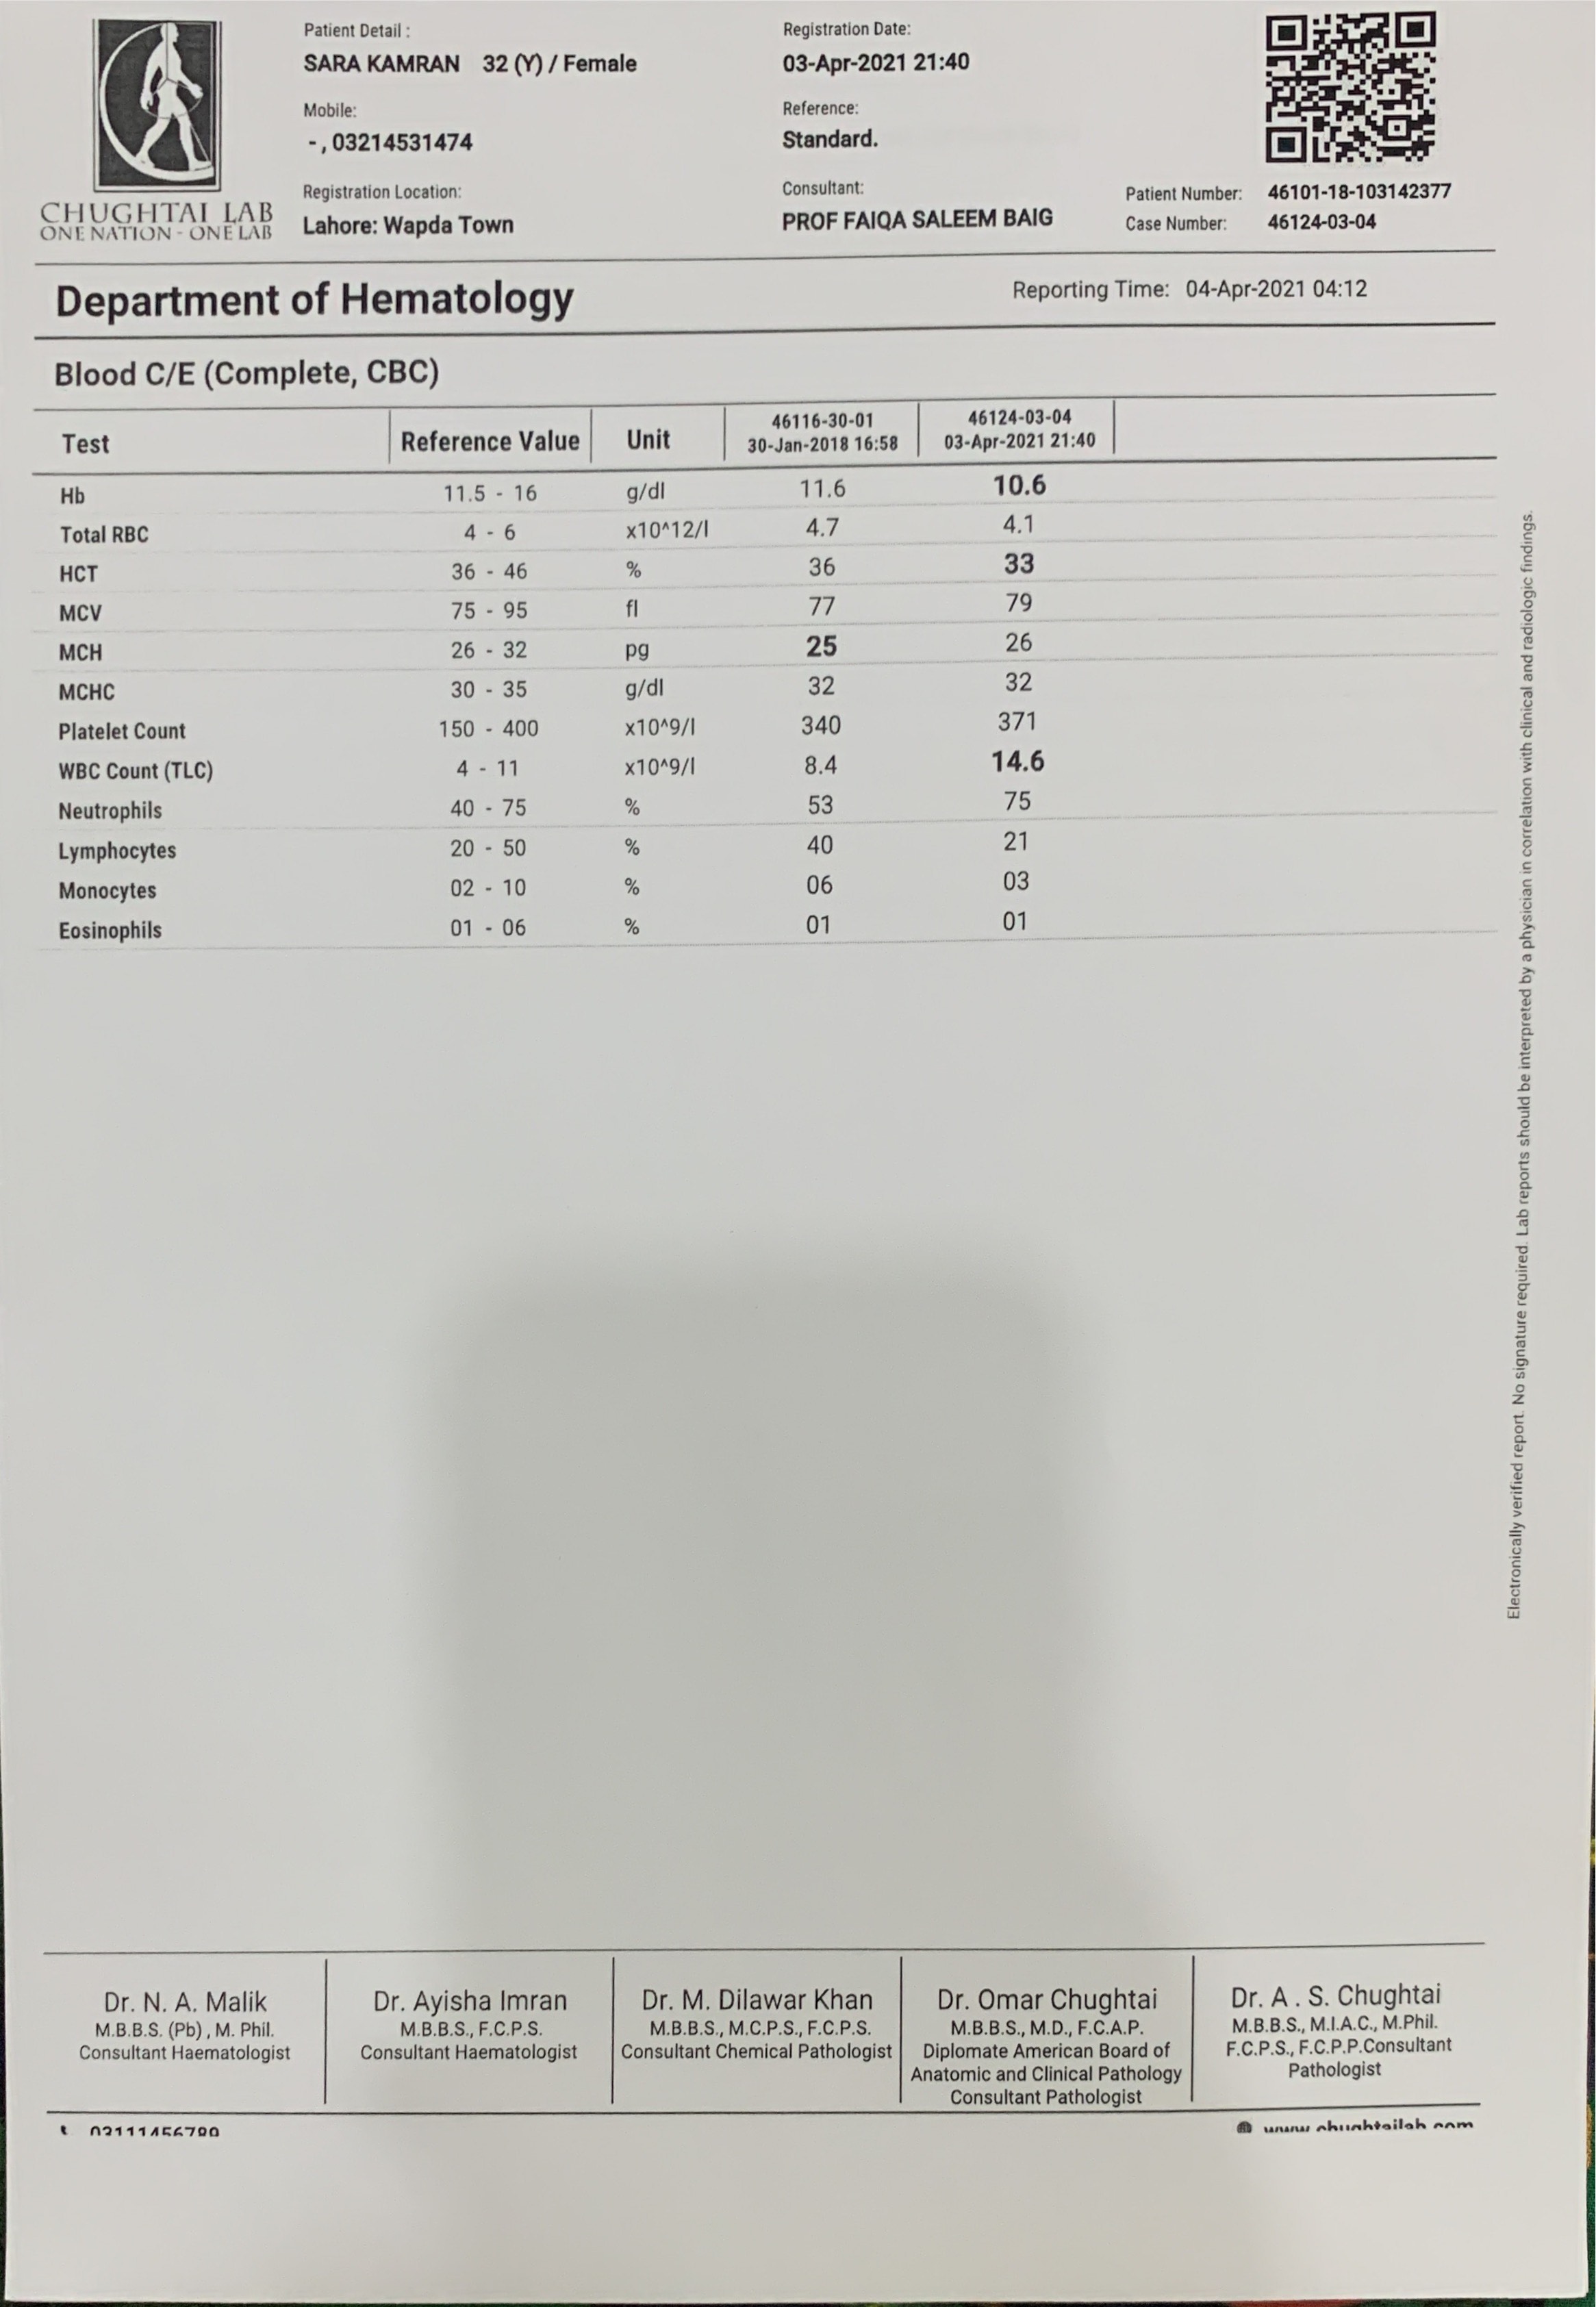 CHUGHTAI LAB
ONE NATION - ONE LAB
Patient Detail :
SARA KAMRAN 32 (Y) / Female
Mobile:
- , 03214531474
Registration Location:
Lahore: Wapda Town
Registration Date:
03-Apr-2021 21:40
Reference:
Standard.
Consultant:
PROF FAIQA SALEEM BAIG
Patient Number: 46101-18-103142377
Case Number: 46124-03-04
Department of Hematology
Reporting Time: 04-Apr-2021 04:12
Blood C/E (Complete, CBC)
Test Reference Value Unit 46116-30-01 30-Jan-2018 16:58 46124-03-04 03-Apr-2021 21:40
Hb 11.5 - 16 g/dl 11.6 10.6
Total RBC 4 - 6 x10^12/l 4.7 4.1
HCT 36 - 46 % 36 33
MCV 75 - 95 fl 77 79
MCH 26 - 32 pg 25 26
MCHC 30 - 35 g/dl 32 32
Platelet Count 150 - 400 x10^9/l 340 371
WBC Count (TLC) 4 - 11 x10^9/l 8.4 14.6
Neutrophils 40 - 75 % 53 75
Lymphocytes 20 - 50 % 40 21
Monocytes 02 - 10 % 06 03
Eosinophils 01 - 06 % 01 01
Electronically verified report. No signature required. Lab reports should be interpreted by a physician in correlation with clinical and radiologic findings.
Dr. N. A. Malik
M.B.B.S. (Pb) , M. Phil.
Consultant Haematologist
Dr. Ayisha Imran
M.B.B.S., F.C.P.S.
Consultant Haematologist
Dr. M. Dilawar Khan
M.B.B.S., M.C.P.S., F.C.P.S.
Consultant Chemical Pathologist
Dr. Omar Chughtai
M.B.B.S., M.D., F.C.A.P.
Diplomate American Board of
Anatomic and Clinical Pathology
Consultant Pathologist
Dr. A . S. Chughtai
M.B.B.S., M.I.A.C., M.Phil.
F.C.P.S., F.C.P.P.Consultant
Pathologist
03111456789
www.chughtailab.com